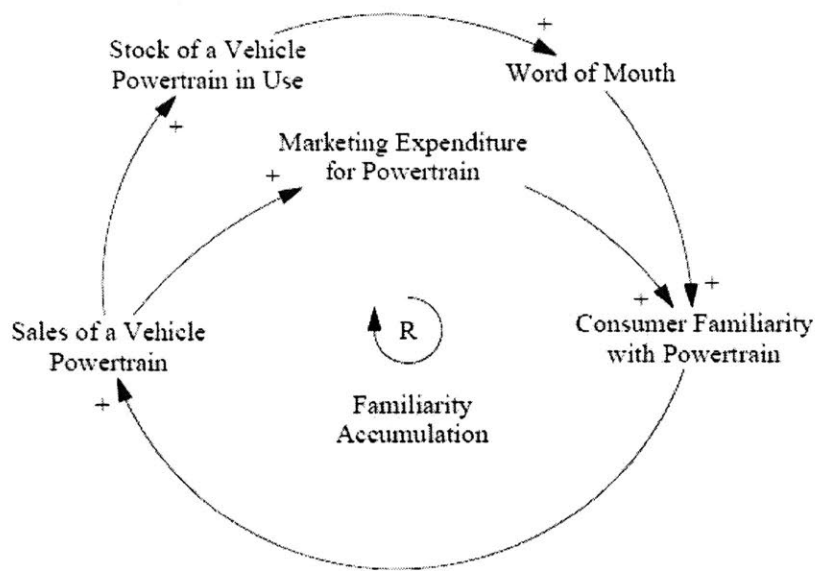 +
Stock of a Vehicle
Powertrain in Use
Word of Mouth
+
Marketing Expenditure
for Powertrain
+
+
+
Sales of a Vehicle
Powertrain
R
Consumer Familiarity
with Powertrain
+
Familiarity
Accumulation